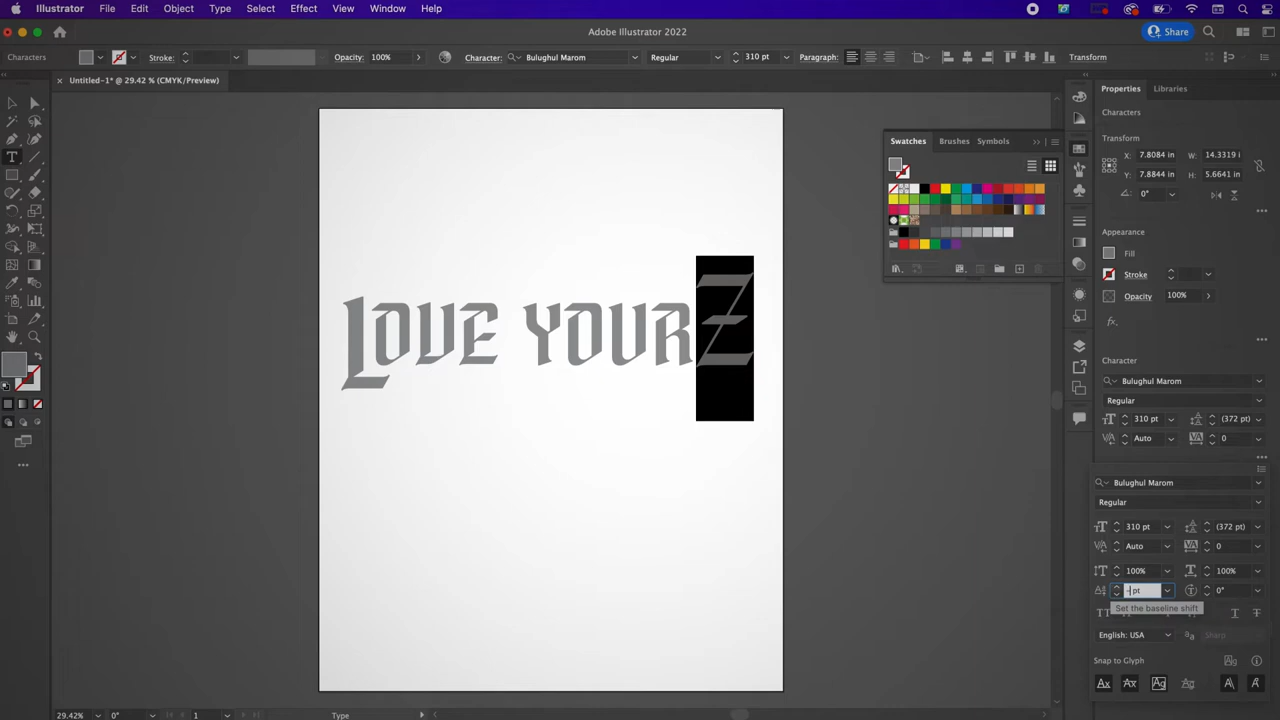 Illustrator File Edit Object Type Select Effect View Window Help
Adobe Illustrator 2022
Share
Characters
Stroke:
Opacity: 100%
Character: Bulughul Marom
Regular
310 pt
Paragraph:
Transform
× Untitled-1* @ 29.42 % (CMYK/Preview)
Properties Libraries
Characters
Transform
X: 7.8084 in W: 14.3319 i
Y: 7.8844 in H: 5.6641 in
0°
Swatches Brushes Symbols
Appearance
Fill
Stroke
Opacity 100%
fx.
Character
Bulughul Marom
Regular
310 pt (372 pt)
Auto 0
Bulughul Marom
Regular
310 pt (372 pt)
Auto 0
100% 100%
- pt 0°
Set the baseline shift
English: USA Sharp
Snap to Glyph
LOVE YOURZ
29.42% 0° 1 Type